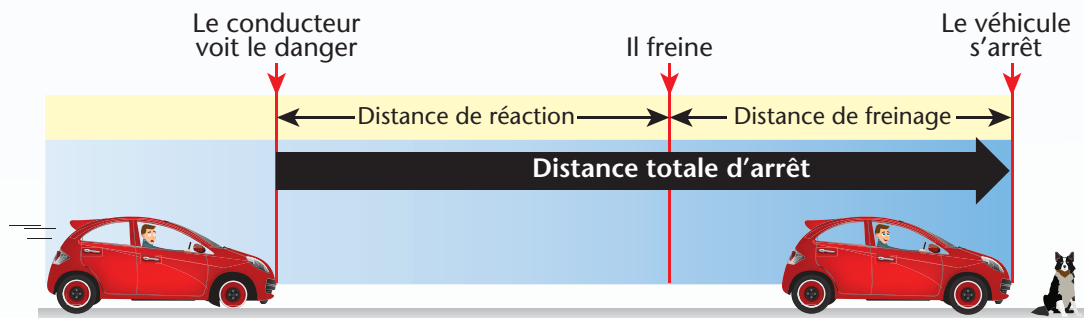 Le conducteur
voit le danger
Il freine
Le véhicule
s’arrêt
Distance de réaction
Distance de freinage
Distance totale d’arrêt